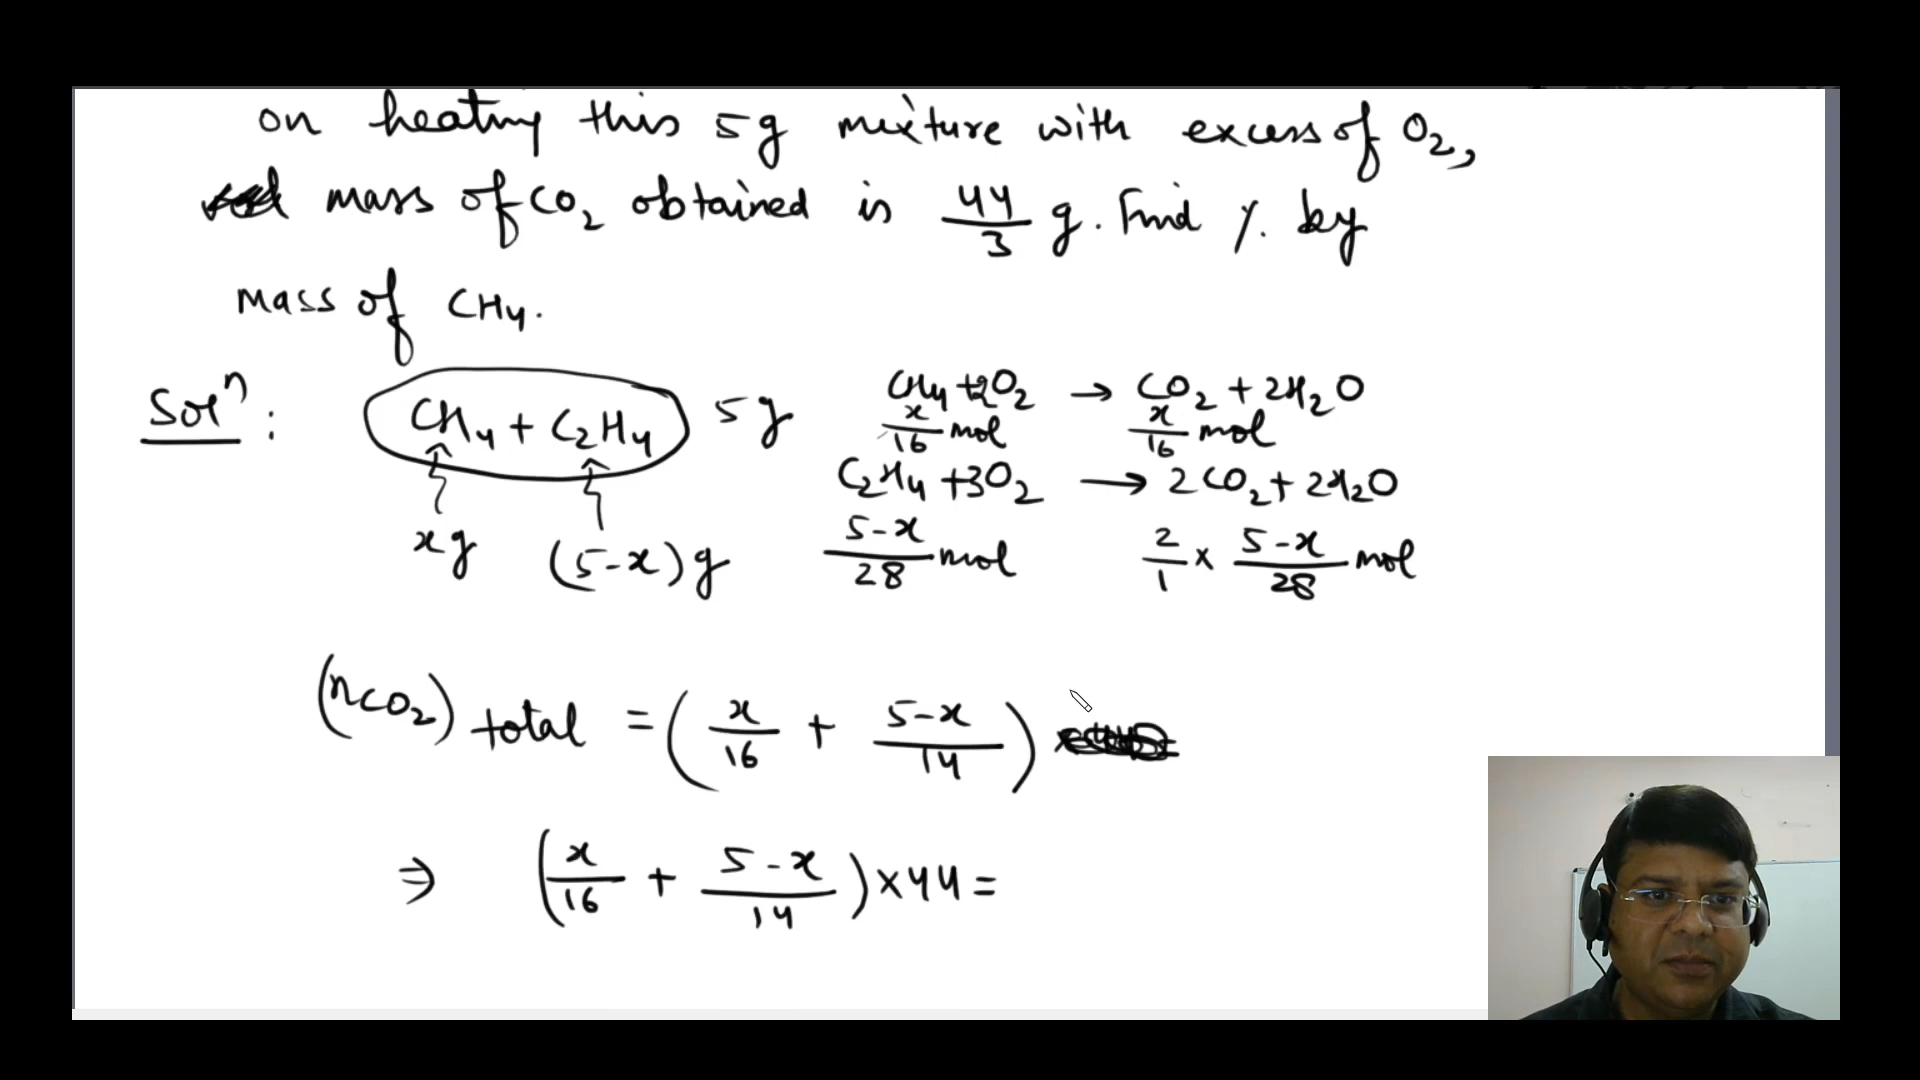 on heating this 5g mixture with excess of O₂,
mass of CO₂ obtained is 44/3 g. Find % by
mass of CH₄.
Solⁿ :
CH₄ + C₂H₄ 5g
x g (5-x) g
CH₄ + 2O₂ → CO₂ + 2H₂O
x/16 mol x/16 mol
C₂H₄ + 3O₂ → 2CO₂ + 2H₂O
5-x/28 mol 2/1 × 5-x/28 mol
(nCO₂) total = (x/16 + 5-x/14)
⇒ (x/16 + 5-x/14) × 44 =